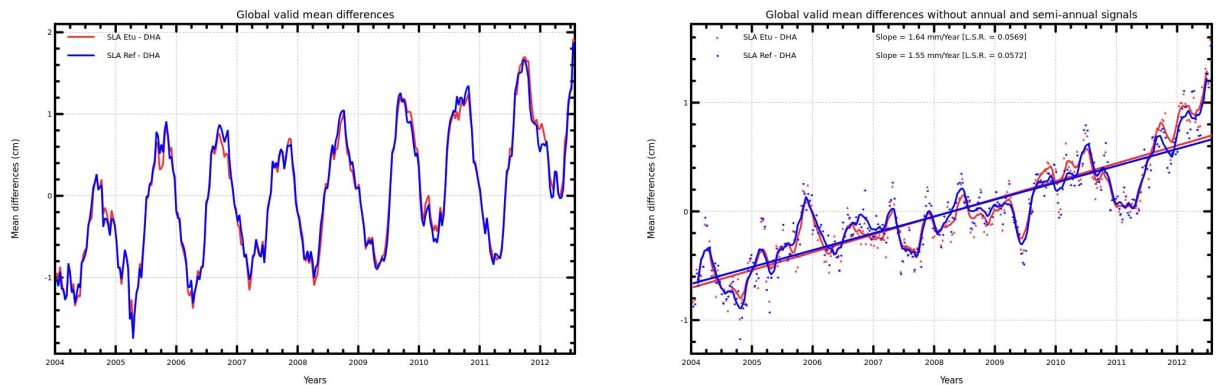 Global valid mean differences
SLA Etu - DHA
SLA Ref - DHA
2
1
0
-1
Mean differences (cm)
2004 2005 2006 2007 2008 2009 2010 2011 2012
Years
Global valid mean differences without annual and semi-annual signals
SLA Etu - DHA Slope = 1.64 mm/Year [L.S.R. = 0.0569]
SLA Ref - DHA Slope = 1.55 mm/Year [L.S.R. = 0.0572]
1
0
-1
Mean differences (cm)
2004 2005 2006 2007 2008 2009 2010 2011 2012
Years